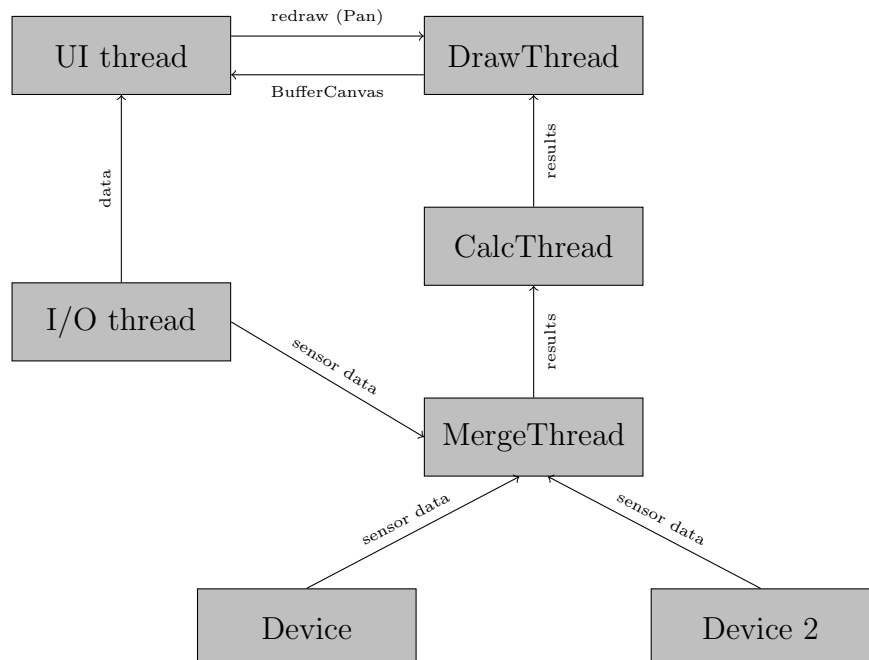 redraw (Pan)
UI thread
DrawThread
BufferCanvas
data
results
CalcThread
I/O thread
sensor data
results
MergeThread
sensor data
sensor data
Device
Device 2